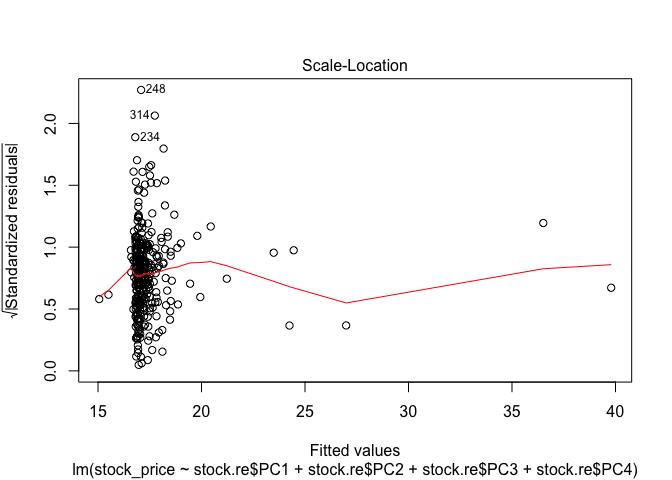 Scale-Location
√|Standardized residuals|
0.0 0.5 1.0 1.5 2.0
248
314
234
15 20 25 30 35 40
Fitted values
lm(stock_price ~ stock.re$PC1 + stock.re$PC2 + stock.re$PC3 + stock.re$PC4)